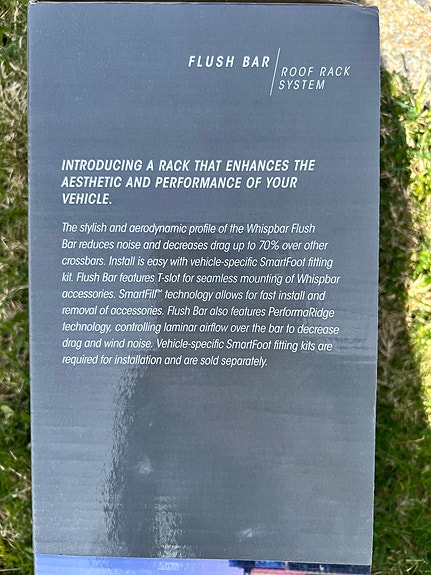 FLUSH BAR
ROOF RACK
SYSTEM
INTRODUCING A RACK THAT ENHANCES THE
AESTHETIC AND PERFORMANCE OF YOUR
VEHICLE.
The stylish and aerodynamic profile of the Whispbar Flush
Bar reduces noise and decreases drag up to 70% over other
crossbars. Install is easy with vehicle-specific SmartFoot fitting
kit. Flush Bar features T-slot for seamless mounting of Whispbar
accessories. SmartFill™ technology allows for fast install and
removal of accessories. Flush Bar also features PerformaRidge
technology, controlling laminar airflow over the bar to decrease
drag and wind noise. Vehicle-specific SmartFoot fitting kits are
required for installation and are sold separately.